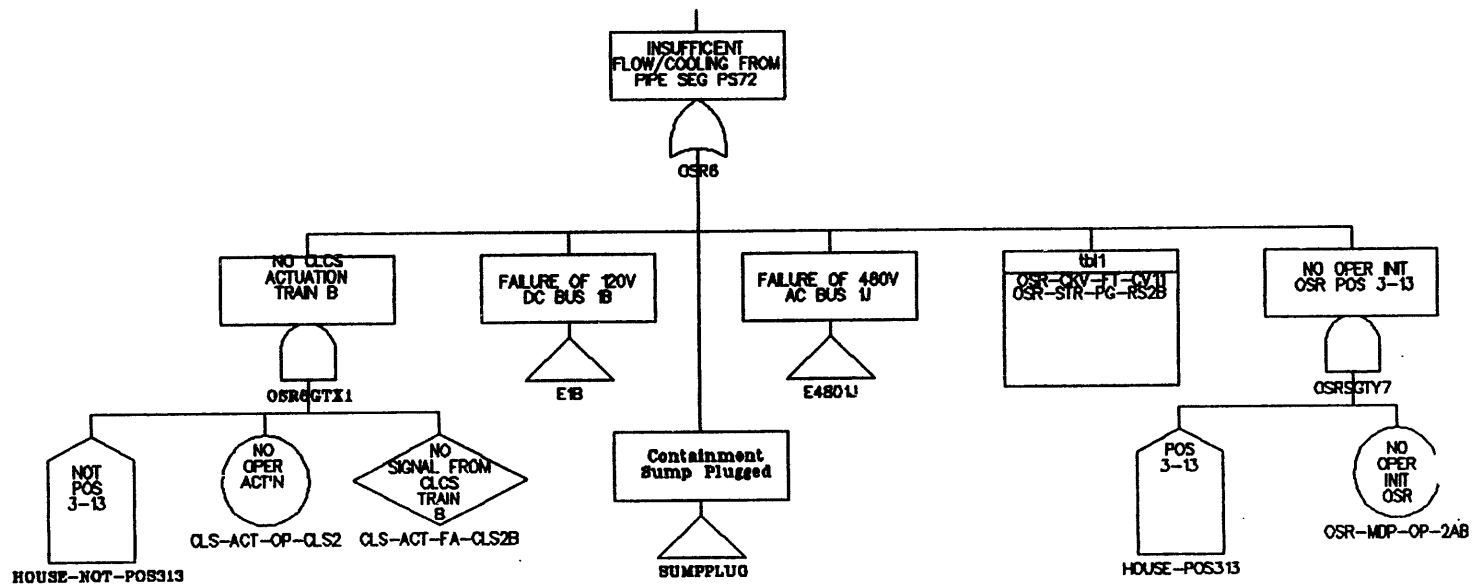 INSUFFICENT
FLOW/COOLING FROM
PIPE SEG PS72
OSR6
NO CLCS
ACTUATION
TRAIN B
OSR6GTX1
FAILURE OF 120V
DC BUS 1B
E1B
FAILURE OF 480V
AC BUS 1J
E4801J
tbl1
OSR-CKV-FT-CV11
OSR-STR-PG-RS2B
NO OPER INIT
OSR POS 3-13
OSRSGTY7
NOT
POS
3-13
HOUSE-NOT-POS313
NO
OPER
ACT'N
CLS-ACT-OP-CLS2
NO
SIGNAL FROM
CLCS
TRAIN
B
CLS-ACT-FA-CLS2B
Containment
Sump Plugged
SUMPPLUG
POS
3-13
HOUSE-POS313
NO
OPER
INIT
OSR
OSR-MDP-OP-2AB